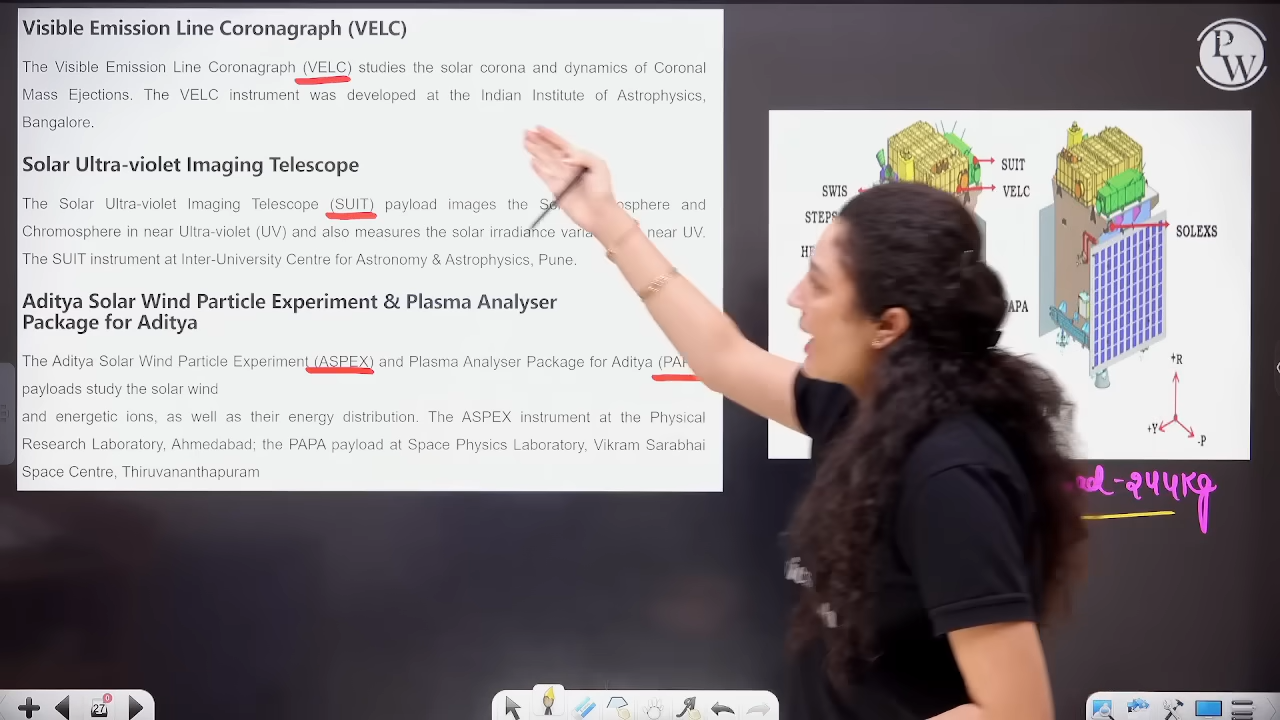 Visible Emission Line Coronagraph (VELC)
The Visible Emission Line Coronagraph (VELC) studies the solar corona and dynamics of Coronal
Mass Ejections. The VELC instrument was developed at the Indian Institute of Astrophysics,
Bangalore.
Solar Ultra-violet Imaging Telescope
The Solar Ultra-violet Imaging Telescope (SUIT) payload images the and
Chromosphere in near Ultra-violet (UV) and also measures the solar irradiance near UV.
The SUIT instrument at Inter-University Centre for Astronomy & Astrophysics, Pune.
Aditya Solar Wind Particle Experiment & Plasma Analyser
Package for Aditya
The Aditya Solar Wind Particle Experiment (ASPEX) and Plasma Analyser Package for Aditya
payloads study the solar wind
and energetic ions, as well as their energy distribution. The ASPEX instrument at the Physical
Research Laboratory, Ahmedabad; the PAPA payload at Space Physics Laboratory, Vikram Sarabhai
Space Centre, Thiruvananthapuram
PW
SUIT
SWIS
VELC
STEPS
SOLEXS
PAPA
+R
+Y
-P
-244Kg
27